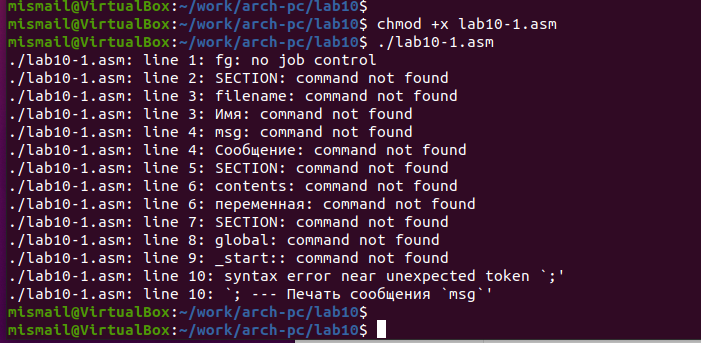 mismail@VirtualBox:~/work/arch-pc/lab10$
mismail@VirtualBox:~/work/arch-pc/lab10$ chmod +x lab10-1.asm
mismail@VirtualBox:~/work/arch-pc/lab10$ ./lab10-1.asm
./lab10-1.asm: line 1: fg: no job control
./lab10-1.asm: line 2: SECTION: command not found
./lab10-1.asm: line 3: filename: command not found
./lab10-1.asm: line 3: Имя: command not found
./lab10-1.asm: line 4: msg: command not found
./lab10-1.asm: line 4: Сообщение: command not found
./lab10-1.asm: line 5: SECTION: command not found
./lab10-1.asm: line 6: contents: command not found
./lab10-1.asm: line 6: переменная: command not found
./lab10-1.asm: line 7: SECTION: command not found
./lab10-1.asm: line 8: global: command not found
./lab10-1.asm: line 9: _start:: command not found
./lab10-1.asm: line 10: syntax error near unexpected token `;'
./lab10-1.asm: line 10: `; --- Печать сообщения `msg`'
mismail@VirtualBox:~/work/arch-pc/lab10$
mismail@VirtualBox:~/work/arch-pc/lab10$